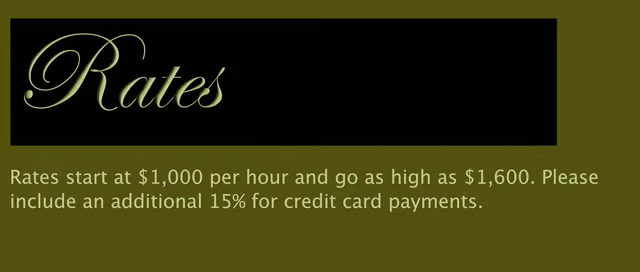 Rates
Rates start at $1,000 per hour and go as high as $1,600. Please
include an additional 15% for credit card payments.